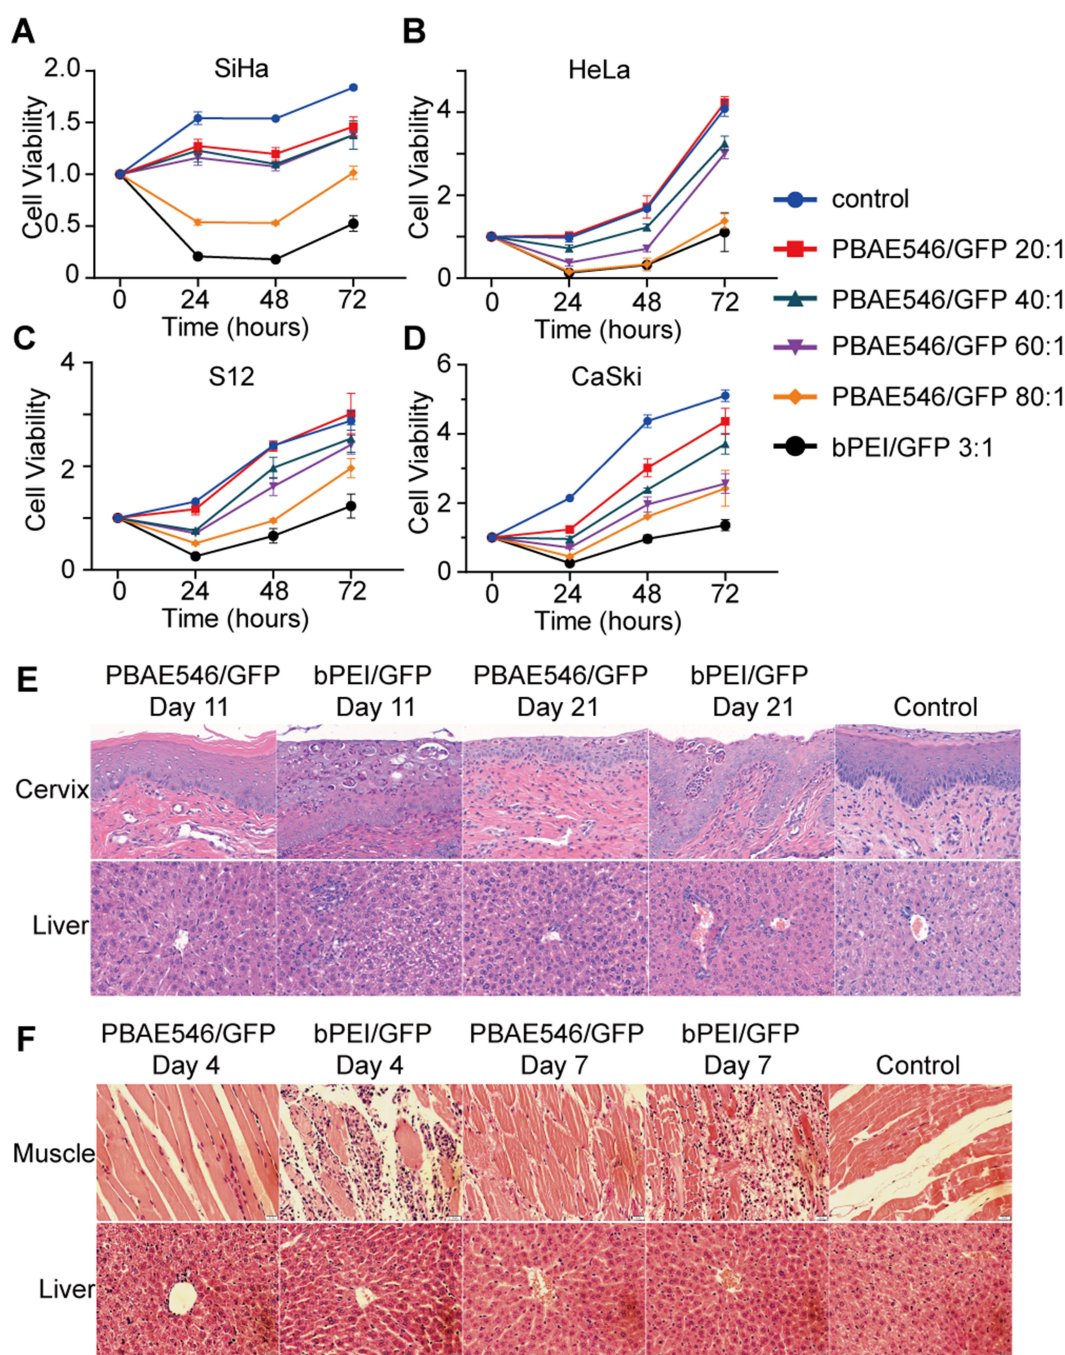 A
SiHa
Cell Viability
2.0
1.5
1.0
0.5
0
0 24 48 72
Time (hours)
B
HeLa
Cell Viability
4
2
0
0 24 48 72
Time (hours)
control
PBAE546/GFP 20:1
PBAE546/GFP 40:1
PBAE546/GFP 60:1
PBAE546/GFP 80:1
bPEI/GFP 3:1
C
S12
Cell Viability
4
2
0
0 24 48 72
Time (hours)
D
CaSki
Cell Viability
6
4
2
0
0 24 48 72
Time (hours)
E
PBAE546/GFP bPEI/GFP PBAE546/GFP bPEI/GFP
Day 11 Day 11 Day 21 Day 21 Control
Cervix
Liver
F
PBAE546/GFP bPEI/GFP PBAE546/GFP bPEI/GFP
Day 4 Day 4 Day 7 Day 7 Control
Muscle
Liver